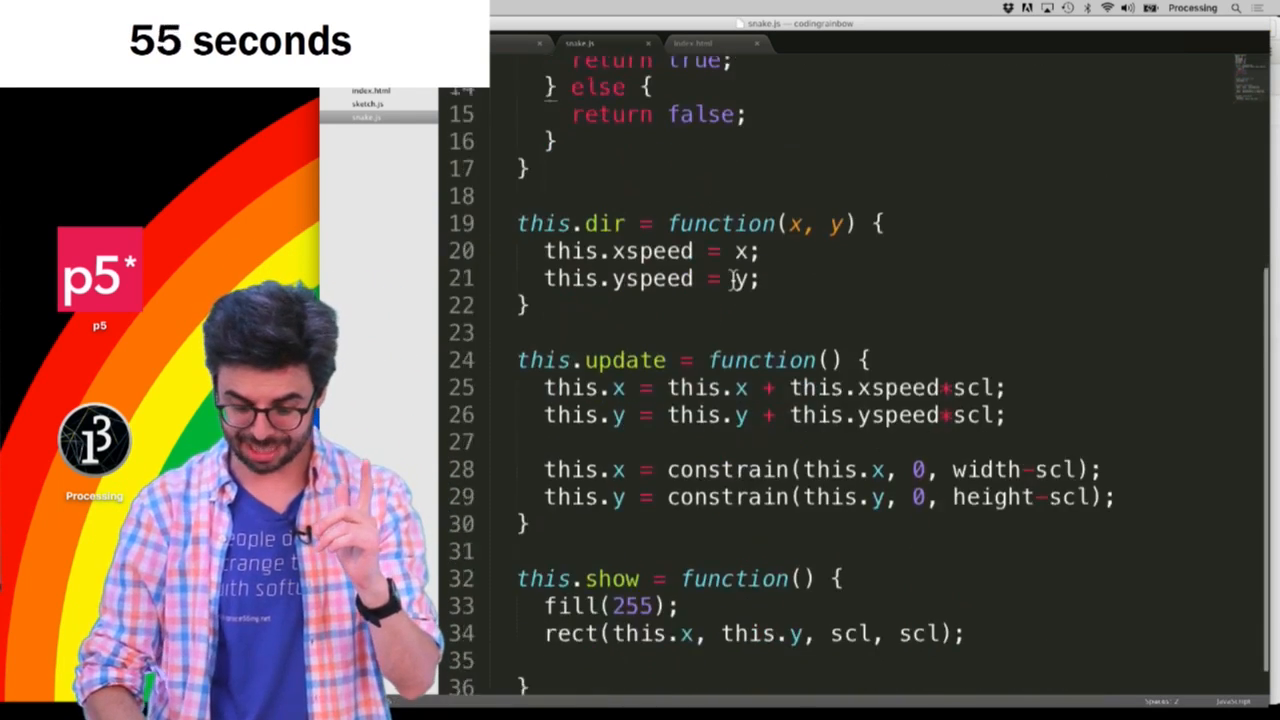 55 seconds
Processing
snake.js — codingrainbow
snake.js
index.html
index.html
sketch.js
snake.js
return true;
14 } else {
15 return false;
16 }
17 }
18
19 this.dir = function(x, y) {
20 this.xspeed = x;
21 this.yspeed = y;
22 }
23
24 this.update = function() {
25 this.x = this.x + this.xspeed*scl;
26 this.y = this.y + this.yspeed*scl;
27
28 this.x = constrain(this.x, 0, width-scl);
29 this.y = constrain(this.y, 0, height-scl);
30 }
31
32 this.show = function() {
33 fill(255);
34 rect(this.x, this.y, scl, scl);
35
36 }
p5*
p5
Processing
with softw
Spaces: 2
JavaScript